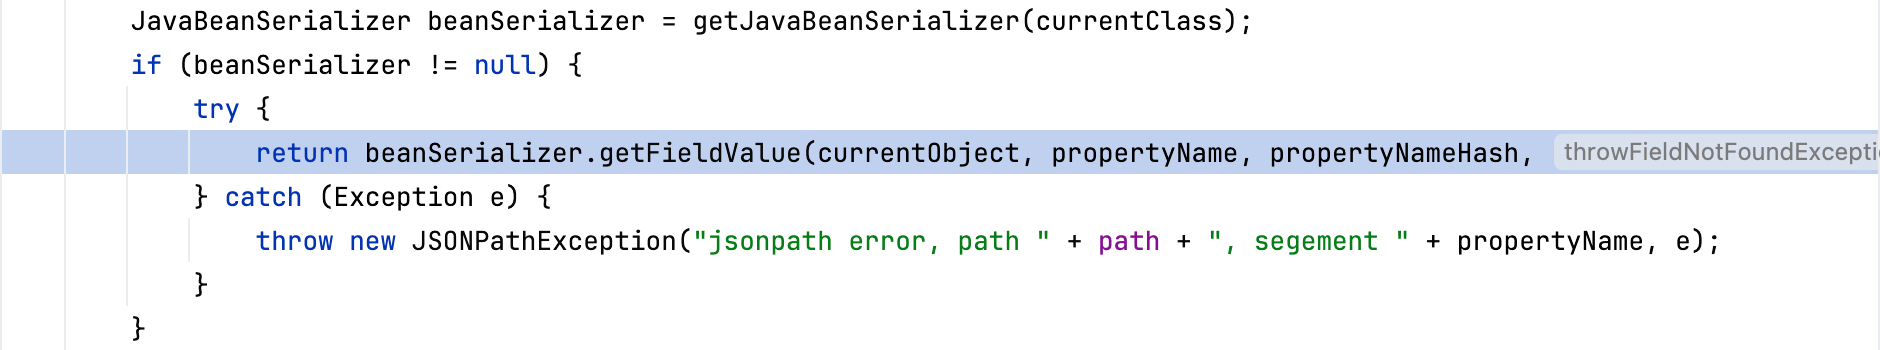 JavaBeanSerializer beanSerializer = getJavaBeanSerializer(currentClass);
if (beanSerializer != null) {
try {
return beanSerializer.getFieldValue(currentObject, propertyName, propertyNameHash, throwFieldNotFoundExcepti
} catch (Exception e) {
throw new JSONPathException("jsonpath error, path " + path + ", segement " + propertyName, e);
}
}